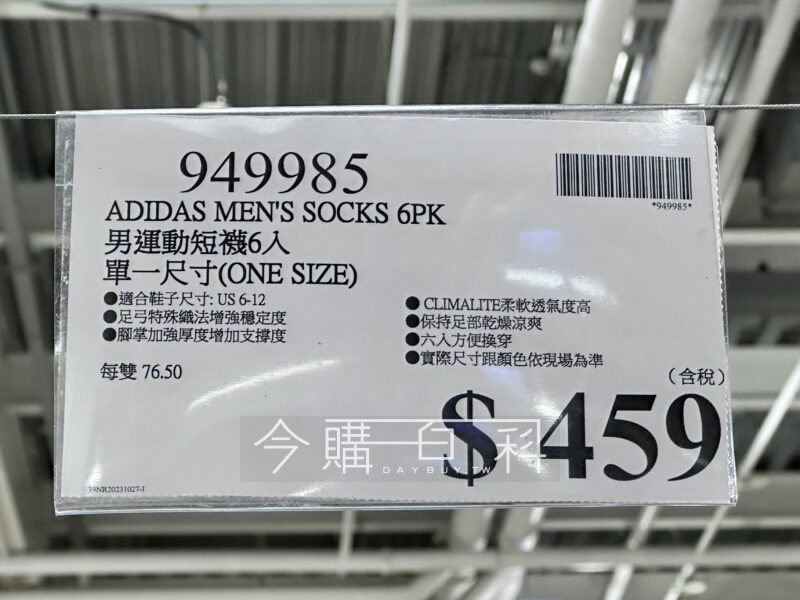 949985
*949985*
ADIDAS MEN'S SOCKS 6PK
男運動短襪6入
單一尺寸(ONE SIZE)
●適合鞋子尺寸: US 6-12
●足弓特殊織法增強穩定度
●腳掌加強厚度增加支撐度
每雙 76.50
●CLIMALITE柔軟透氣度高
●保持足部乾燥涼爽
●六入方便換穿
●實際尺寸跟顏色依現場為準
(含稅)
$ 459
今購百科
DAYBUY.TW